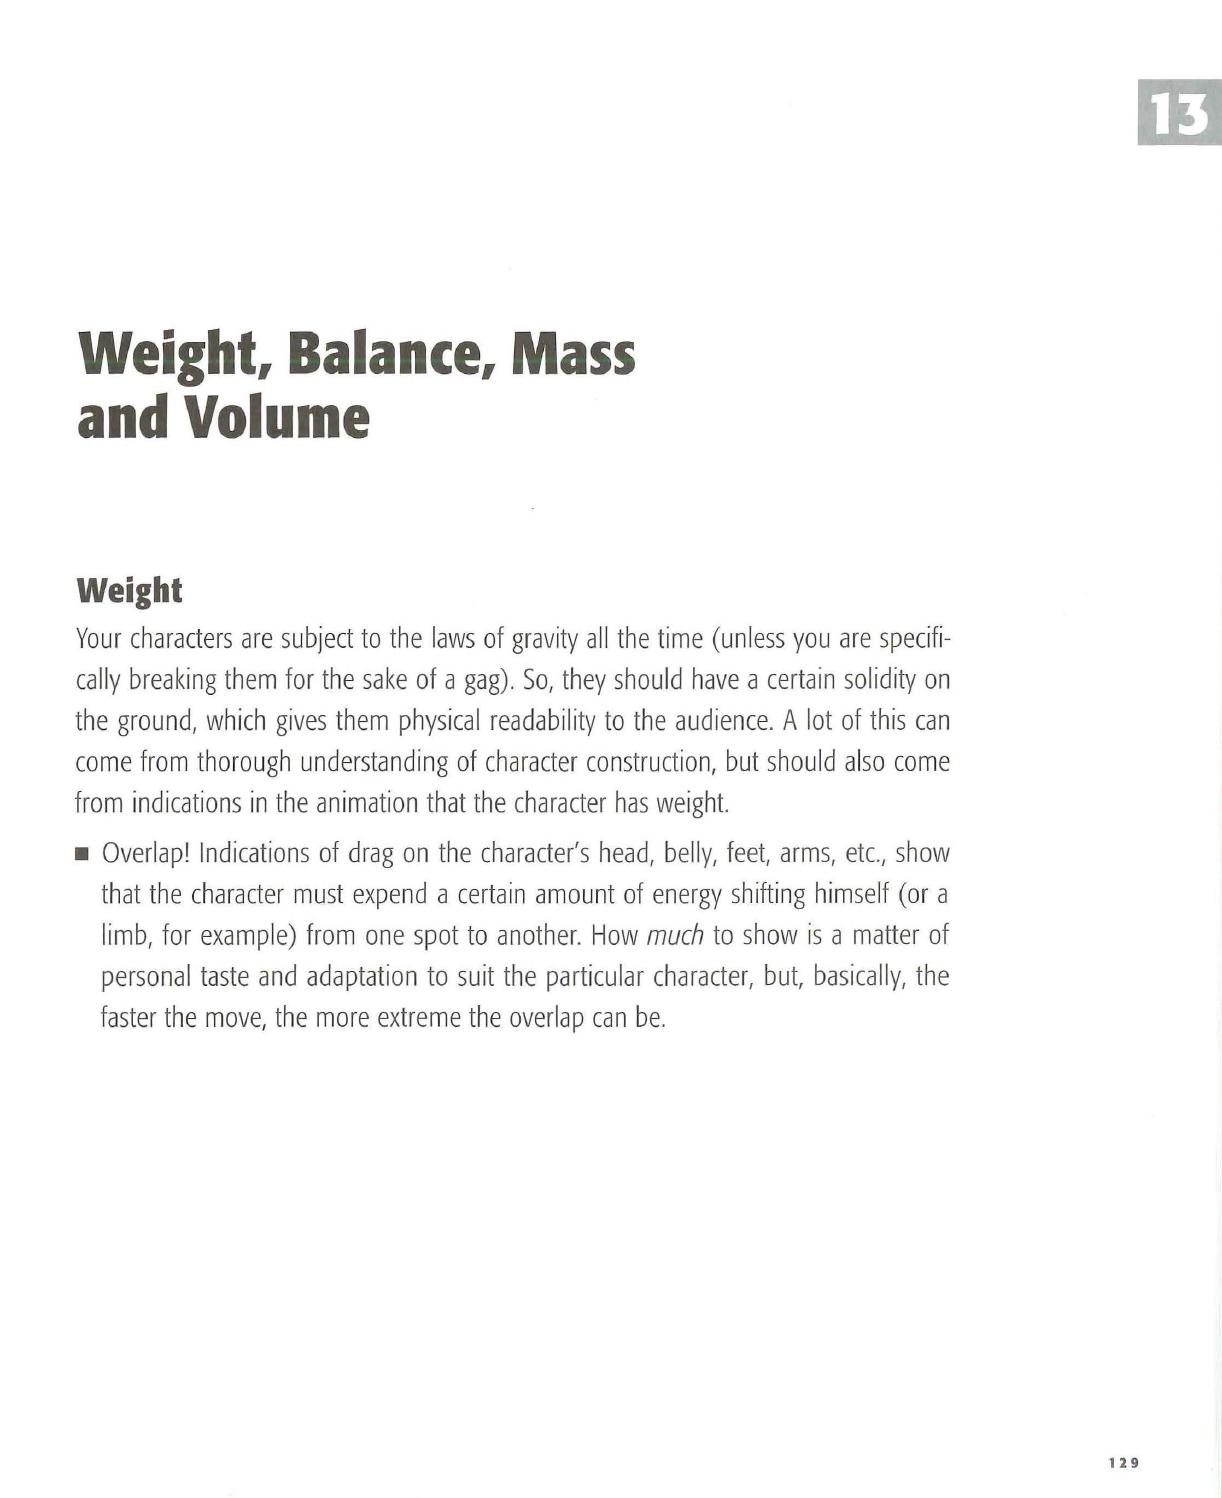 13
Weight, Balance, Mass
and Volume
Weight
Your characters are subject to the laws of gravity all the time (unless you are specifi-
cally breaking them for the sake of a gag). So, they should have a certain solidity on
the ground, which gives them physical readability to the audience. A lot of this can
come from thorough understanding of character construction, but should also come
from indications in the animation that the character has weight.
■ Overlap! Indications of drag on the character's head, belly, feet, arms, etc., show
that the character must expend a certain amount of energy shifting himself (or a
limb, for example) from one spot to another. How much to show is a matter of
personal taste and adaptation to suit the particular character, but, basically, the
faster the move, the more extreme the overlap can be.
129